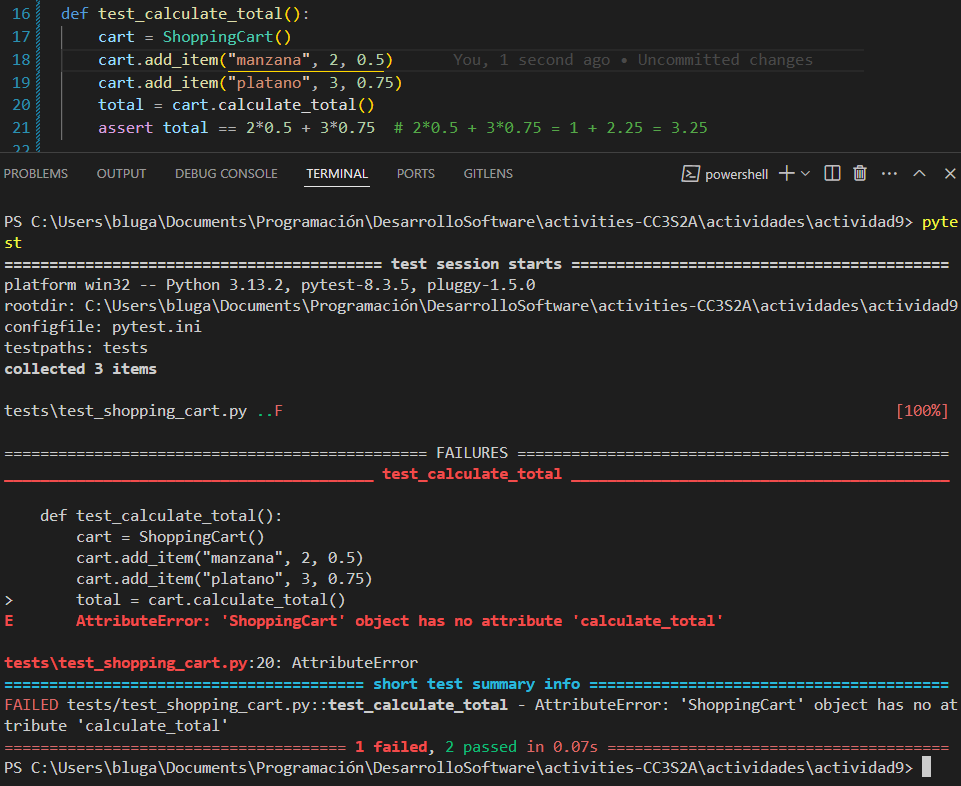 16 def test_calculate_total():
17 cart = ShoppingCart()
18 cart.add_item("manzana", 2, 0.5) You, 1 second ago • Uncommitted changes
19 cart.add_item("platano", 3, 0.75)
20 total = cart.calculate_total()
21 assert total == 2*0.5 + 3*0.75 # 2*0.5 + 3*0.75 = 1 + 2.25 = 3.25
22
PROBLEMS OUTPUT DEBUG CONSOLE TERMINAL PORTS GITLENS powershell
PS C:\Users\bluga\Documents\Programación\DesarrolloSoftware\activities-CC3S2A\actividades\actividad9> pyte
st
========================================== test session starts ==========================================
platform win32 -- Python 3.13.2, pytest-8.3.5, pluggy-1.5.0
rootdir: C:\Users\bluga\Documents\Programación\DesarrolloSoftware\activities-CC3S2A\actividades\actividad9
configfile: pytest.ini
testpaths: tests
collected 3 items
tests\test_shopping_cart.py ..F [100%]
=============================================== FAILURES ================================================
_________________________________________ test_calculate_total __________________________________________
def test_calculate_total():
cart = ShoppingCart()
cart.add_item("manzana", 2, 0.5)
cart.add_item("platano", 3, 0.75)
> total = cart.calculate_total()
E AttributeError: 'ShoppingCart' object has no attribute 'calculate_total'
tests\test_shopping_cart.py:20: AttributeError
======================================== short test summary info ========================================
FAILED tests/test_shopping_cart.py::test_calculate_total - AttributeError: 'ShoppingCart' object has no at
tribute 'calculate_total'
====================================== 1 failed, 2 passed in 0.07s ======================================
PS C:\Users\bluga\Documents\Programación\DesarrolloSoftware\activities-CC3S2A\actividades\actividad9>